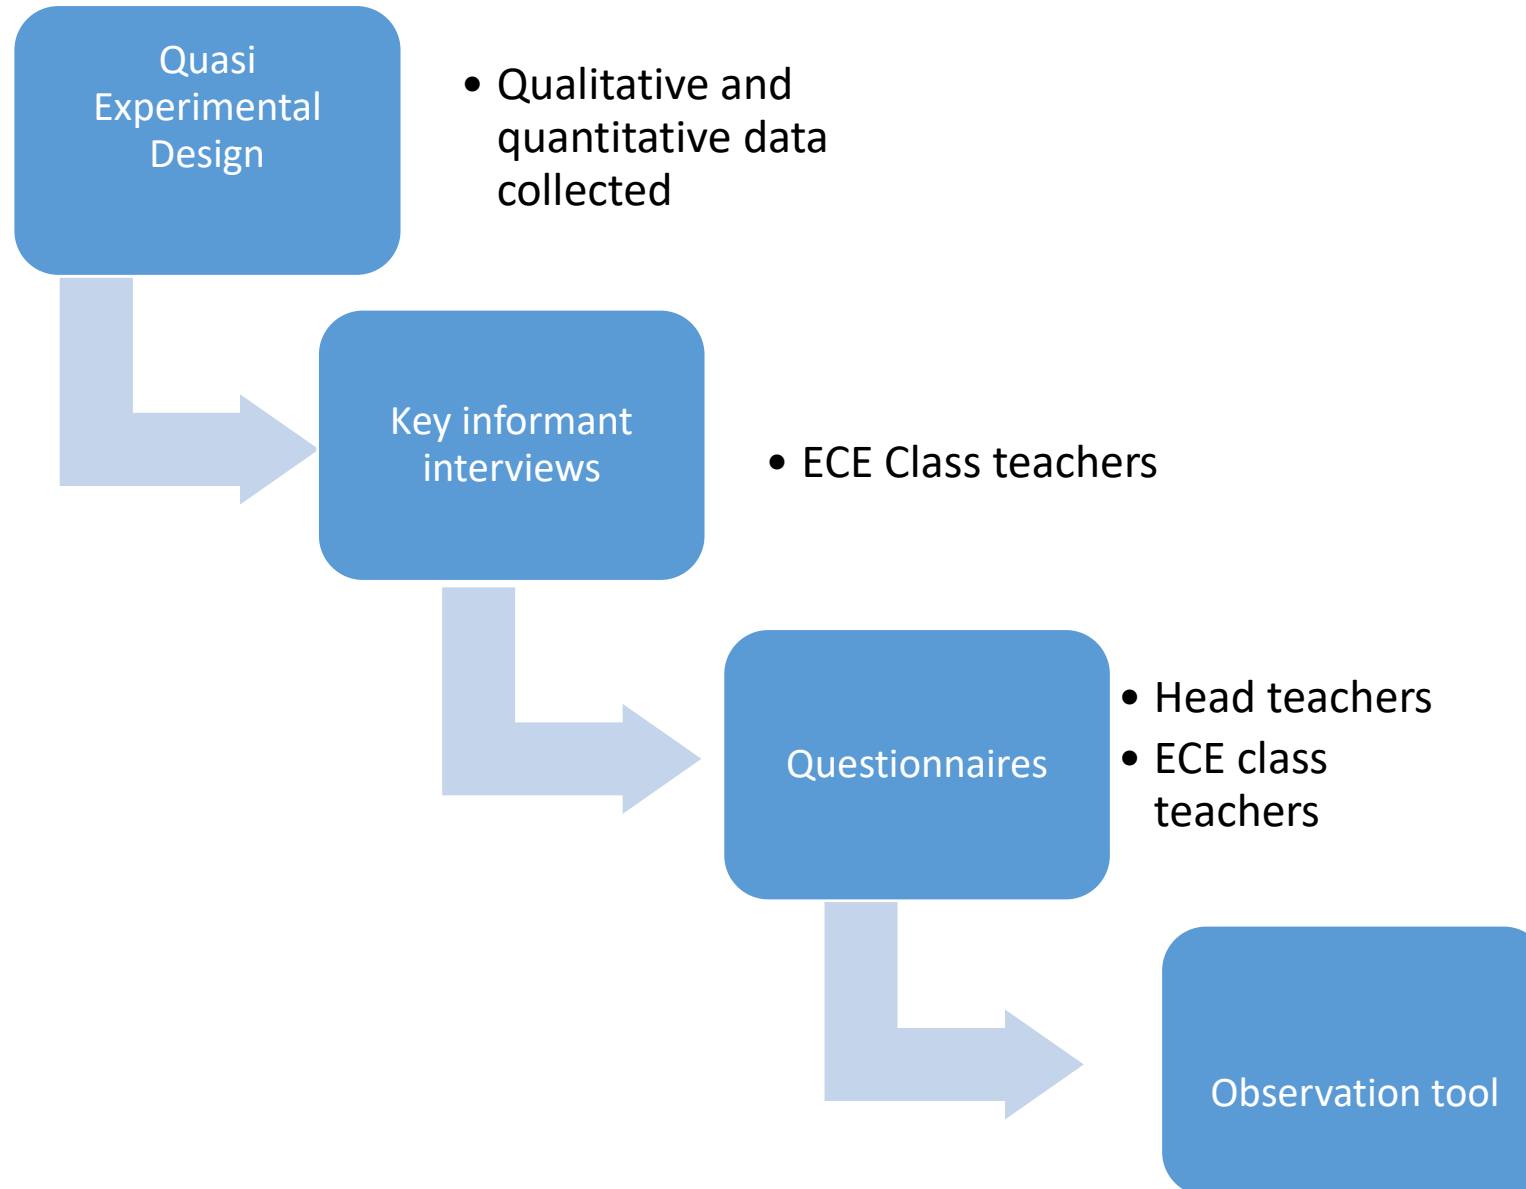 Quasi
Experimental
Design
• Qualitative and
quantitative data
collected
Key informant
interviews
• ECE Class teachers
Questionnaires
• Head teachers
• ECE class
teachers
Observation tool